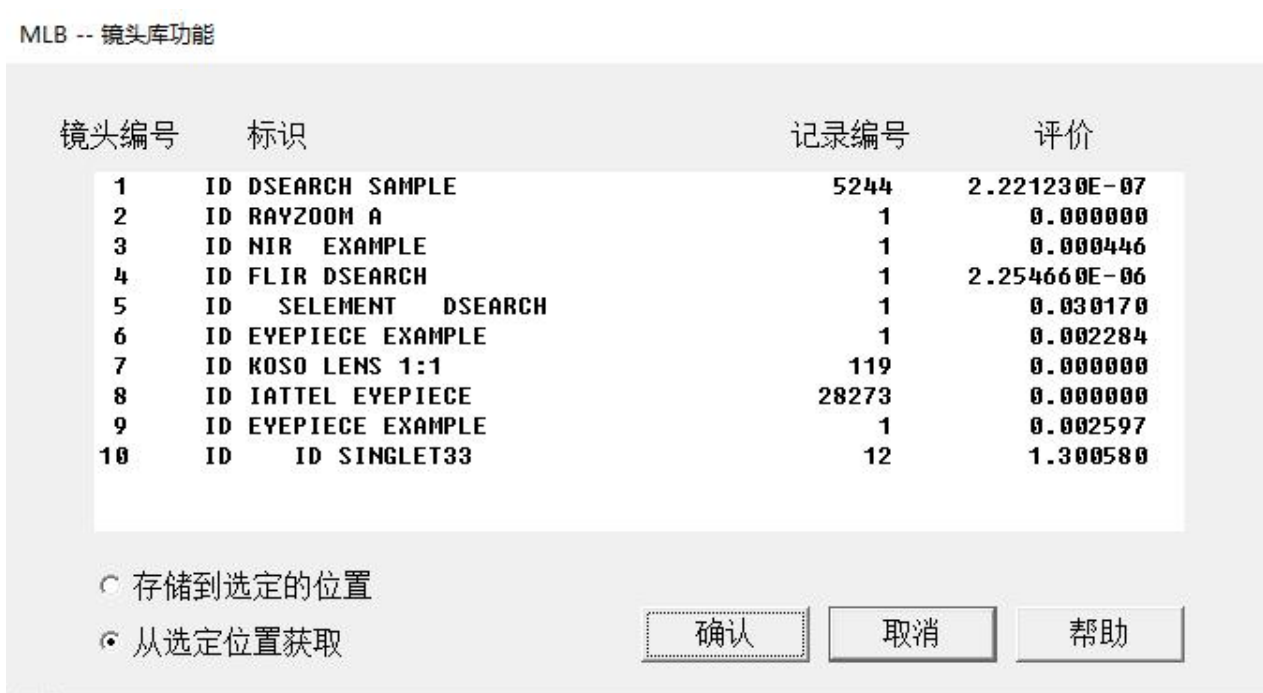 MLB -- 镜头库功能
镜头编号 标识 记录编号 评价
1 ID DSEARCH SAMPLE 5244 2.221230E-07
2 ID RAYZOOM A 1 0.000000
3 ID NIR EXAMPLE 1 0.000446
4 ID FLIR DSEARCH 1 2.254660E-06
5 ID SELEMENT DSEARCH 1 0.030170
6 ID EYEPIECE EXAMPLE 1 0.002284
7 ID KOSO LENS 1:1 119 0.000000
8 ID IATTEL EYEPIECE 28273 0.000000
9 ID EYEPIECE EXAMPLE 1 0.002597
10 ID ID SINGLET33 12 1.300580
存储到选定的位置
从选定位置获取
确认 取消 帮助